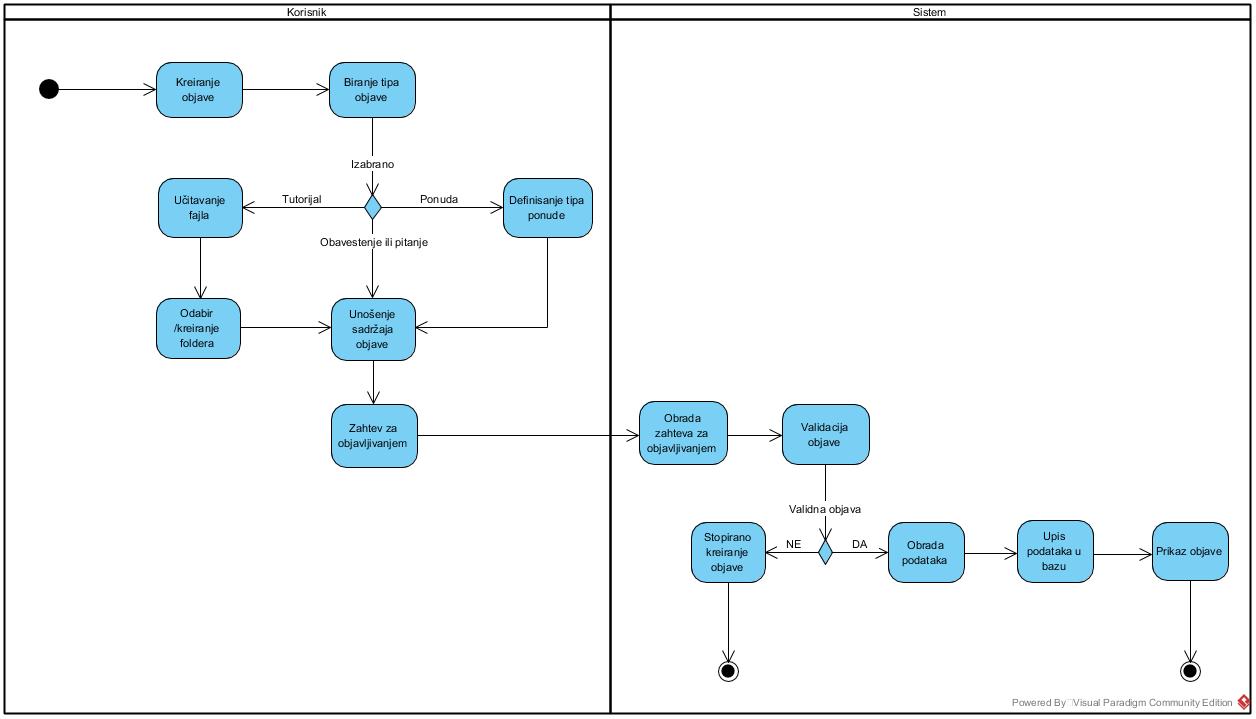 Korisnik
Sistem
Kreiranje
objave
Biranje tipa
objave
Izabrano
Učitavanje
fajla
Tutorijal
Ponuda
Definisanje tipa
ponude
Obavestenje ili pitanje
Odabir
/kreiranje
foldera
Unošenje
sadržaja
objave
Zahtev za
objavljivanjem
Obrada
zahteva za
objavljivanjem
Validacija
objave
Validna objava
Stopirano
kreiranje
objave
NE
DA
Obrada
podataka
Upis
podataka u
bazu
Prikaz objave
Powered By Visual Paradigm Community Edition